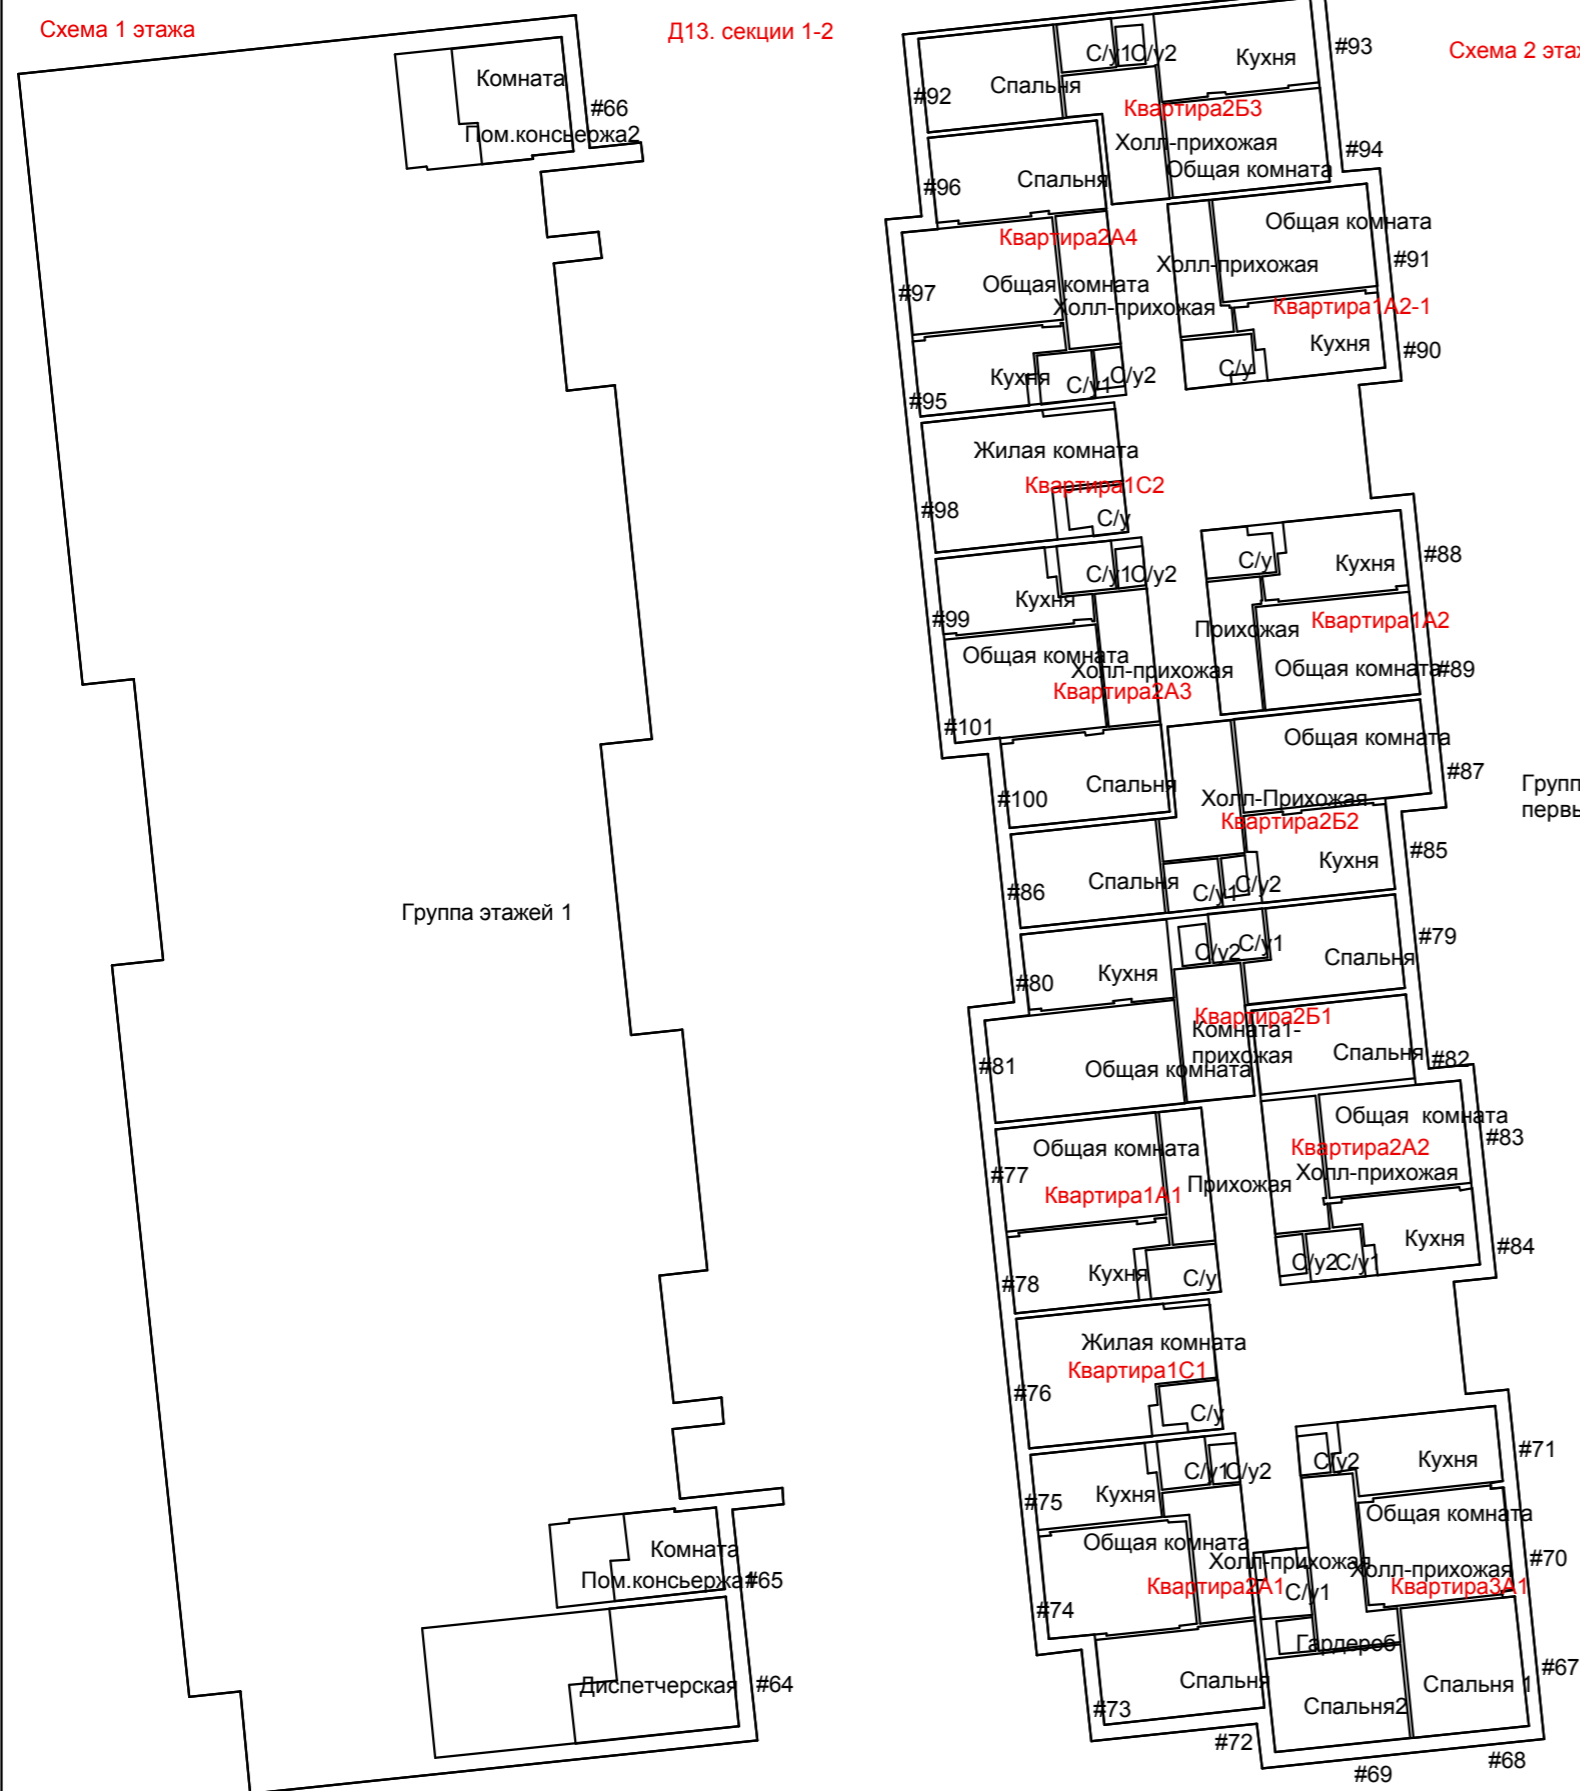 Схема 1 этажа
Д13. секции 1-2
Комната
#66
Пом.консьержа2
Группа этажей 1
Комната
Пом.консьержа1
#65
Диспетчерская
#64
Схема 2
#93
С/у1
С/у2
Кухня
Спальня
#92
Квартира2Б3
Холл-прихожая
#94
Общая комната
Спальня
#96
Общая комната
Квартира2А4
#91
Холл-прихожая
Общая комната
#97
Холл-прихожая
Квартира1А2-1
Кухня
#90
С/у
Кухня
С/у1
С/у2
#95
Жилая комната
Квартира1С2
#98
С/у
С/у
Кухня
#88
С/у1
С/у2
Кухня
#99
Прихожая
Квартира1А2
Общая комната
Холл-прихожая
Общая комната
#89
Квартира2А3
#101
Общая комната
#87
Спальня
#100
Холл-Прихожая
Квартира2Б2
Кухня
#85
Спальня
#86
С/у1
С/у2
#79
С/у2
С/у1
Спальня
Кухня
#80
Квартира2Б1
Комната1-
прихожая
Спальня
#82
#81
Общая комната
Общая комната
#83
Общая комната
Квартира2А2
#77
Холл-прихожая
Прихожая
Квартира1А1
Кухня
#84
С/у2
С/у1
Кухня
С/у
#78
Жилая комната
Квартира1С1
#76
С/у
#71
Кухня
С/у2
С/у1
С/у2
Кухня
#75
Общая комната
Общая комната
Холл-прихожая
Холл-прихожая
#70
Квартира2А1
С/у1
Квартира3А1
#74
Гардероб
#67
Спальня
Спальня 1
Спальня2
#73
#72
#68
#69